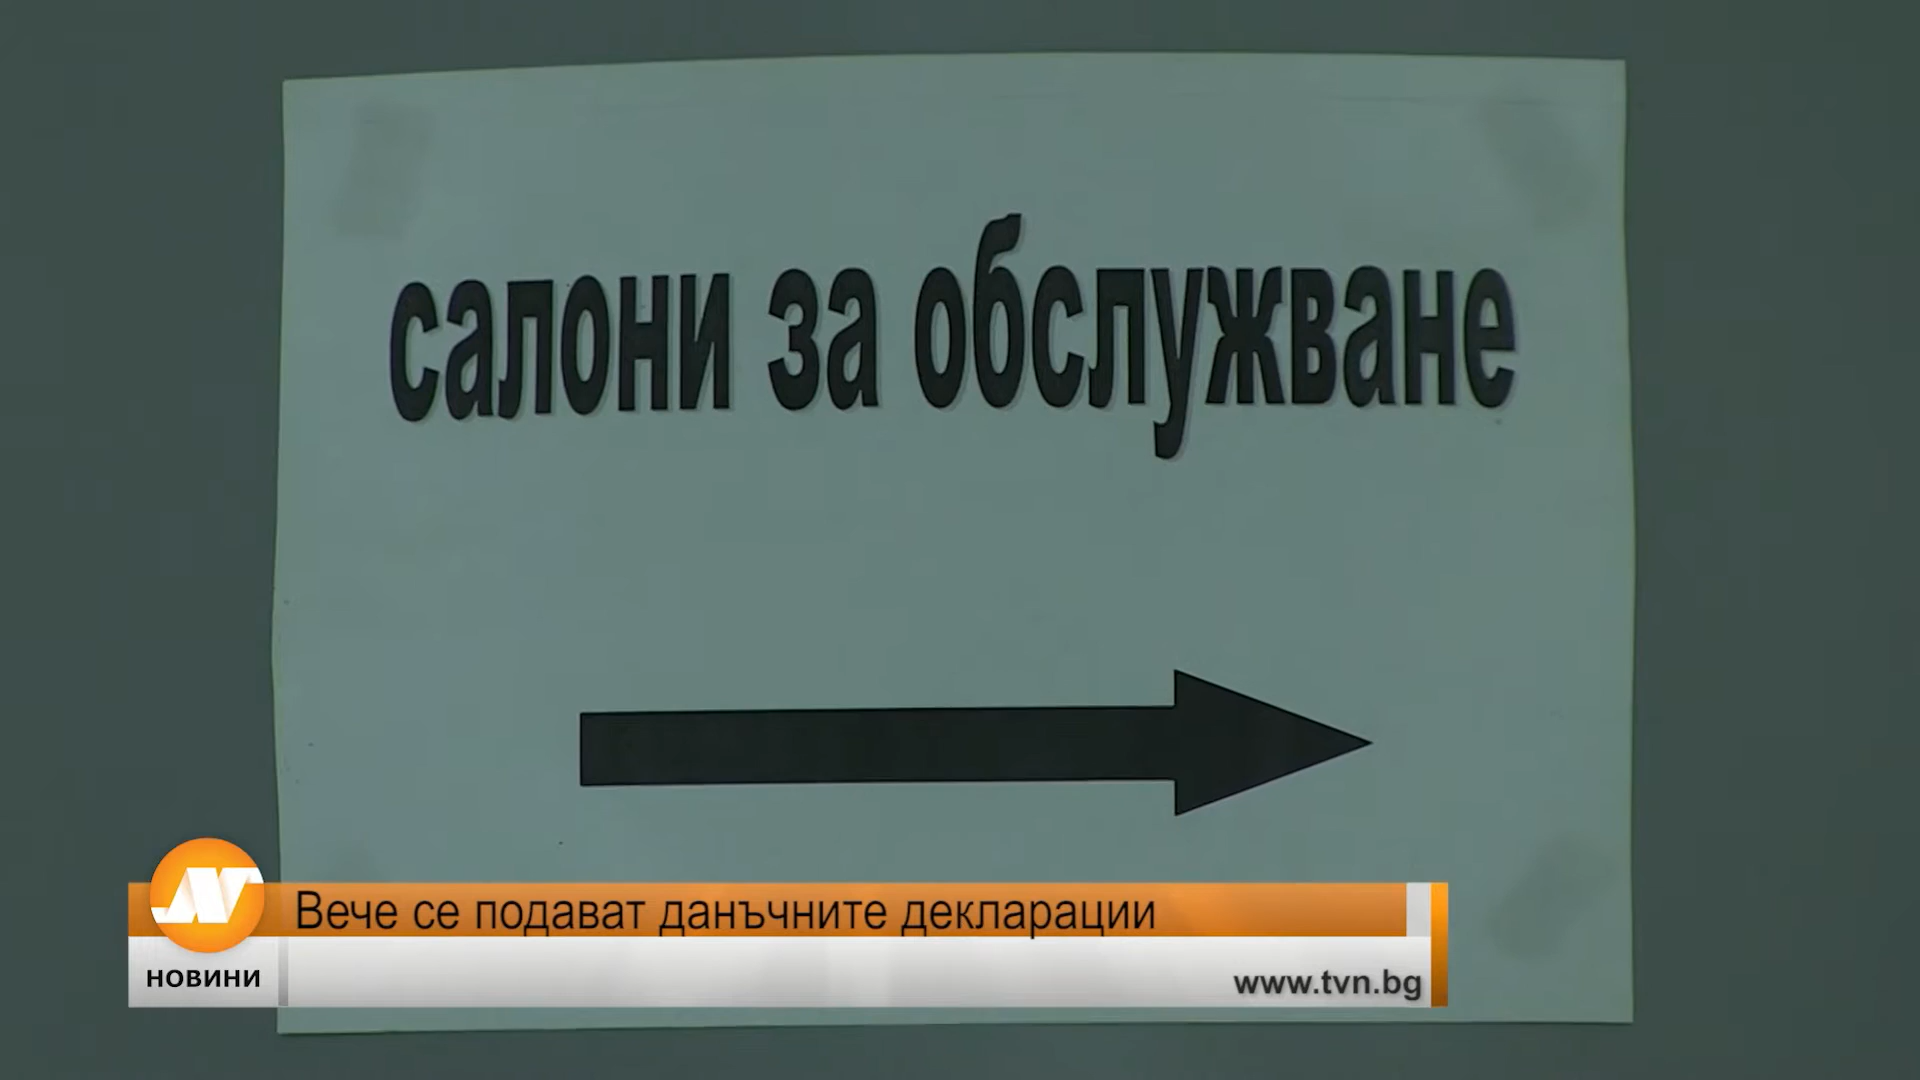 салони за обслужване
Вече се подават данъчните декларации
НОВИНИ
www.tvn.bg